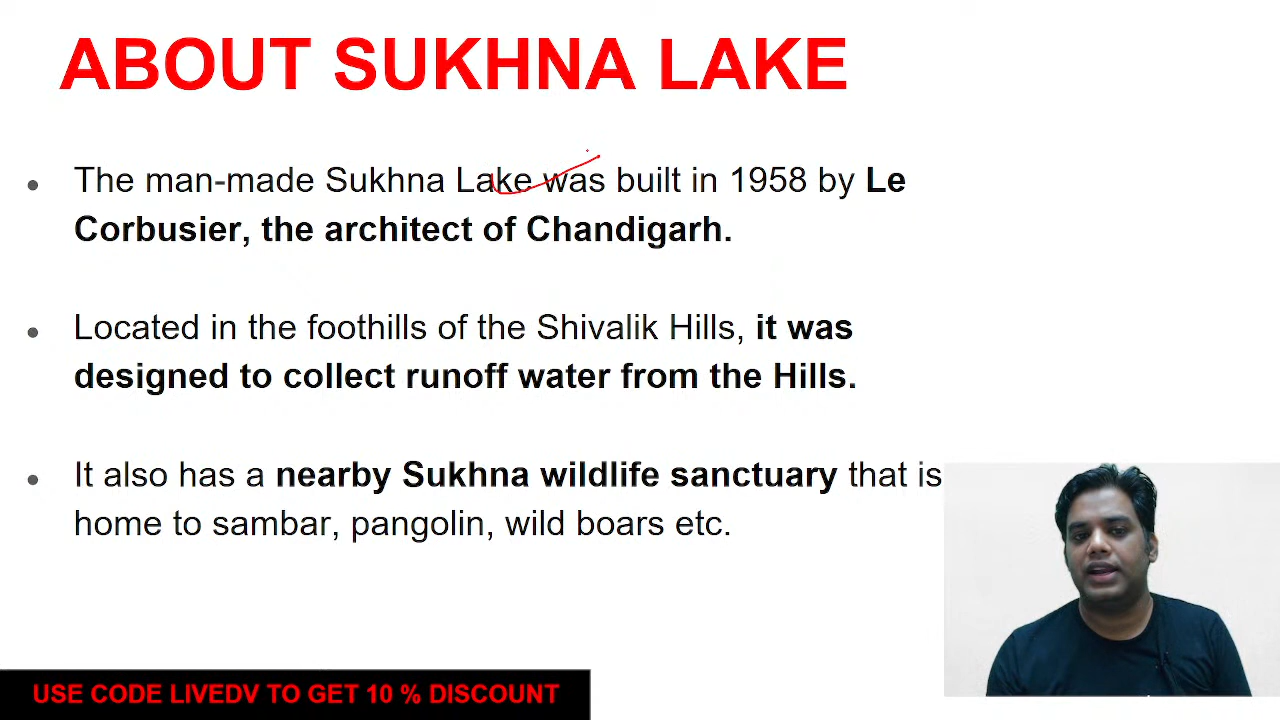 ABOUT SUKHNA LAKE
The man-made Sukhna Lake was built in 1958 by Le
Corbusier, the architect of Chandigarh.
Located in the foothills of the Shivalik Hills, it was
designed to collect runoff water from the Hills.
It also has a nearby Sukhna wildlife sanctuary that is
home to sambar, pangolin, wild boars etc.
USE CODE LIVEDV TO GET 10 % DISCOUNT